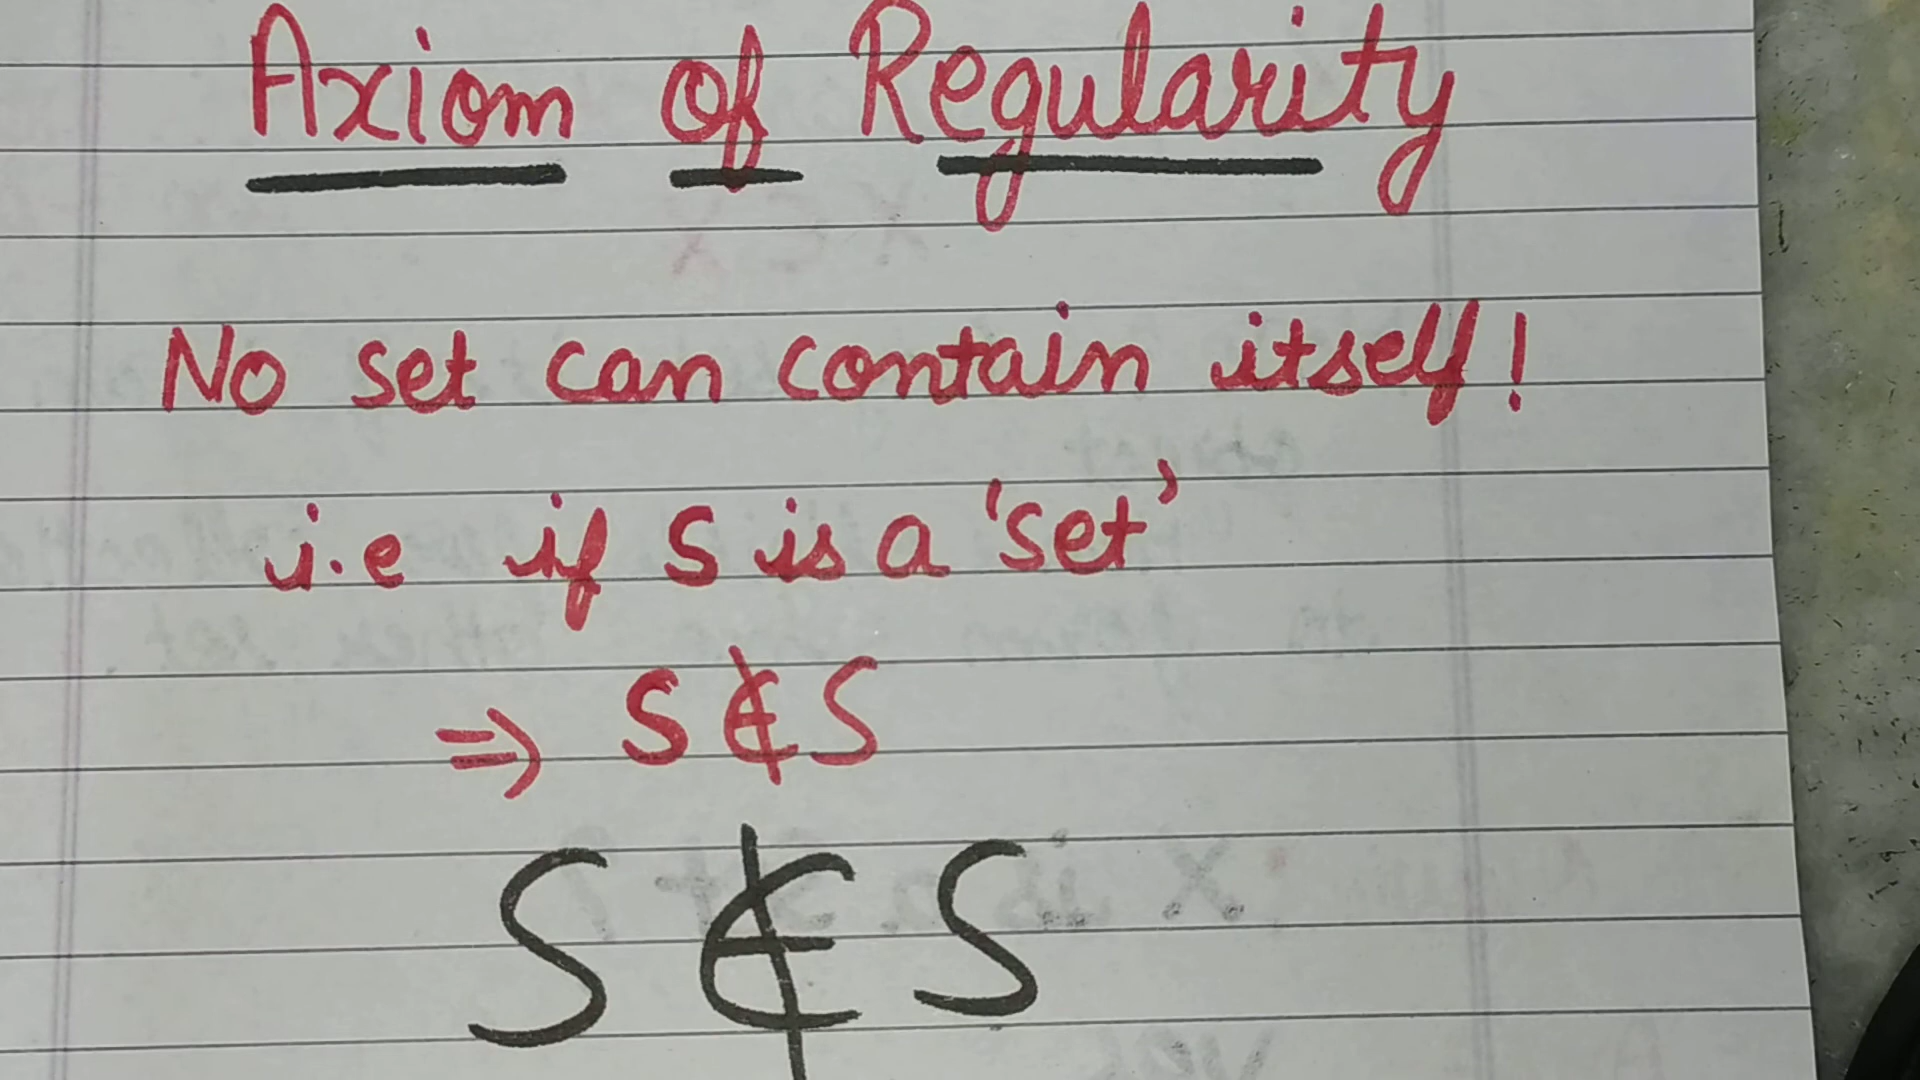 Axiom of Regularity
No set can contain itself!
i.e if S is a 'set'
⇒ S ∉ S
S ∉ S